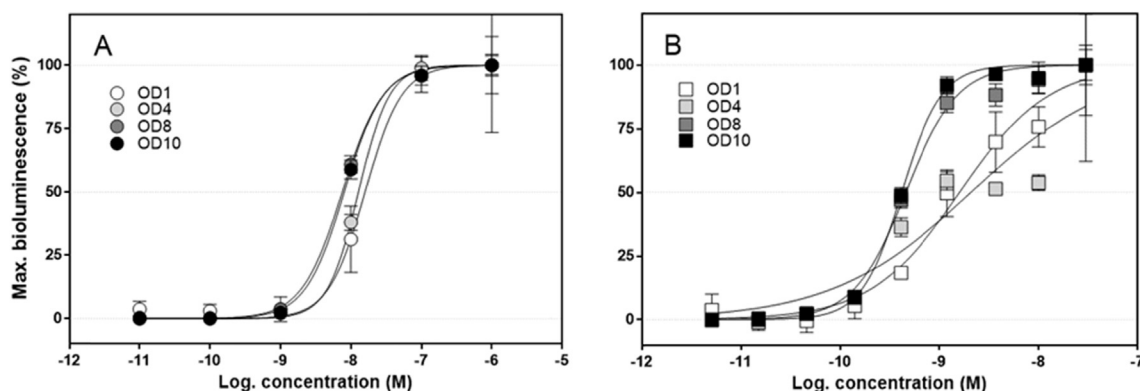 A
B
Max. bioluminescence (%)
100
75
50
25
0
OD1
OD4
OD8
OD10
-12 -11 -10 -9 -8 -7 -6 -5
Log. concentration (M)
100
75
50
25
0
OD1
OD4
OD8
OD10
-12 -11 -10 -9 -8 -7
Log. concentration (M)